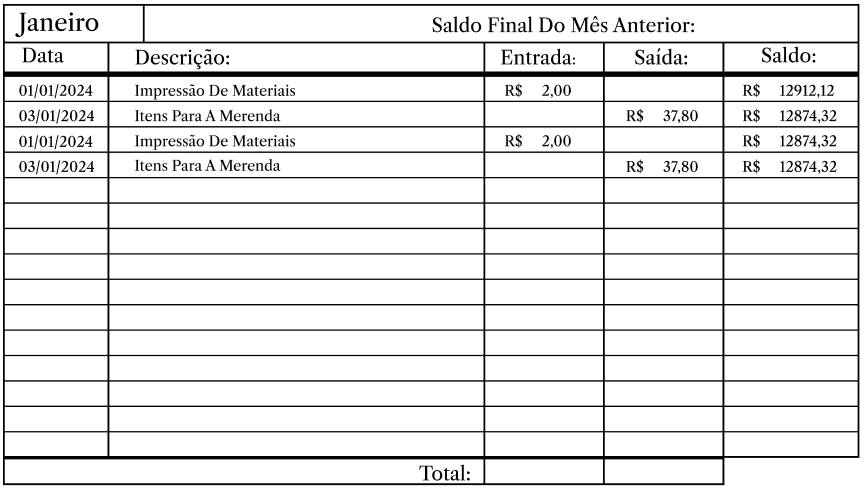 Janeiro Saldo Final Do Mês Anterior:
Data Descrição: Entrada: Saída: Saldo:
01/01/2024 Impressão De Materiais R$ 2,00 R$ 12912,12
03/01/2024 Itens Para A Merenda R$ 37,80 R$ 12874,32
01/01/2024 Impressão De Materiais R$ 2,00 R$ 12874,32
03/01/2024 Itens Para A Merenda R$ 37,80 R$ 12874,32
Total: